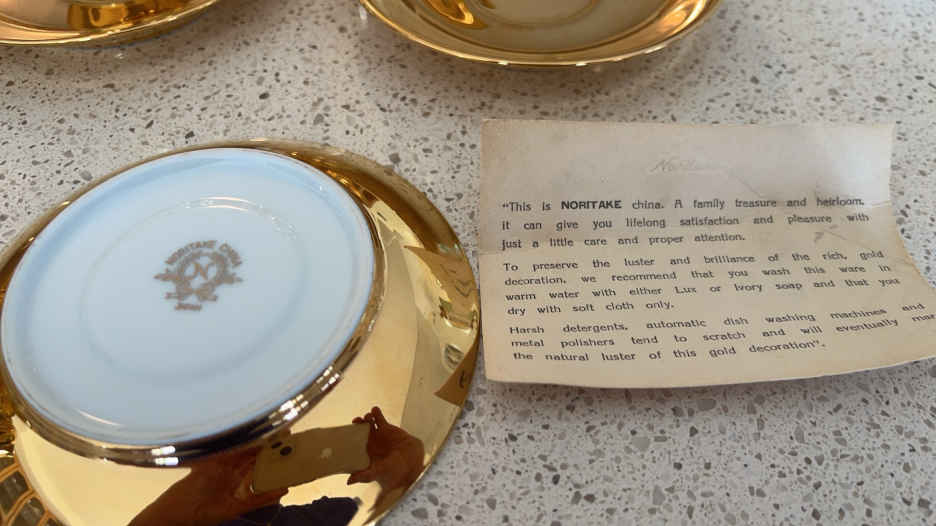 NORITAKE CHINA
"This is NORITAKE china. A family treasure and heirloom.
it can give you lifelong satisfaction and pleasure with
just a little care and proper attention.
To preserve the luster and brilliance of the rich, gold
decoration, we recommend that you wash this ware in
warm water with either Lux or Ivory soap and that you
dry with soft cloth only.
Harsh detergents, automatic dish washing machines and
metal polishers tend to scratch and will eventually mar
the natural luster of this gold decoration".